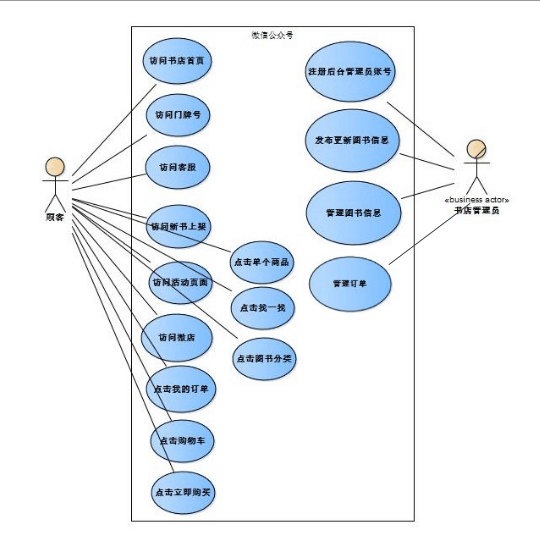 微信公众号
访问书店首页
注册后台管理员账号
访问门牌号
发布更新图书信息
访问客服
顾客
«business actor»
书店管理员
管理图书信息
访问新书上架
点击单个商品
访问活动页面
管理订单
点击找一找
访问微店
点击图书分类
点击我的订单
点击购物车
点击立即购买